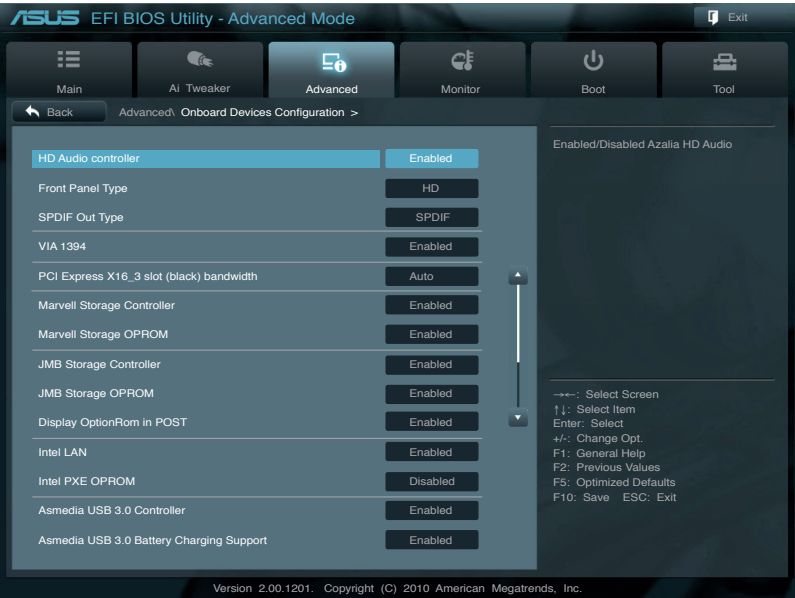 ASUS EFI BIOS Utility - Advanced Mode
Exit
Main Ai Tweaker Advanced Monitor Boot Tool
Back Advanced\ Onboard Devices Configuration >
HD Audio controller Enabled
Front Panel Type HD
SPDIF Out Type SPDIF
VIA 1394 Enabled
PCI Express X16_3 slot (black) bandwidth Auto
Marvell Storage Controller Enabled
Marvell Storage OPROM Enabled
JMB Storage Controller Enabled
JMB Storage OPROM Enabled
Display OptionRom in POST Enabled
Intel LAN Enabled
Intel PXE OPROM Disabled
Asmedia USB 3.0 Controller Enabled
Asmedia USB 3.0 Battery Charging Support Enabled
Enabled/Disabled Azalia HD Audio
→←: Select Screen
↑↓: Select Item
Enter: Select
+/-: Change Opt.
F1: General Help
F2: Previous Values
F5: Optimized Defaults
F10: Save ESC: Exit
Version 2.00.1201. Copyright (C) 2010 American Megatrends, Inc.